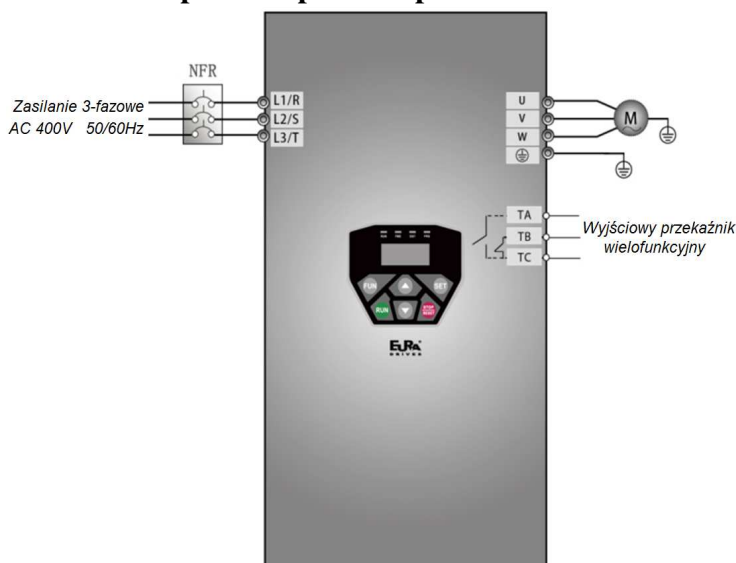 NFR
Zasilanie 3-fazowe
AC 400V 50/60Hz
L1/R
L2/S
L3/T
U
V
W
M
TA
TB
TC
Wyjściowy przekaźnik
wielofunkcyjny
FUN
SET
RUN
STOP
RESET
EURA
DRIVES